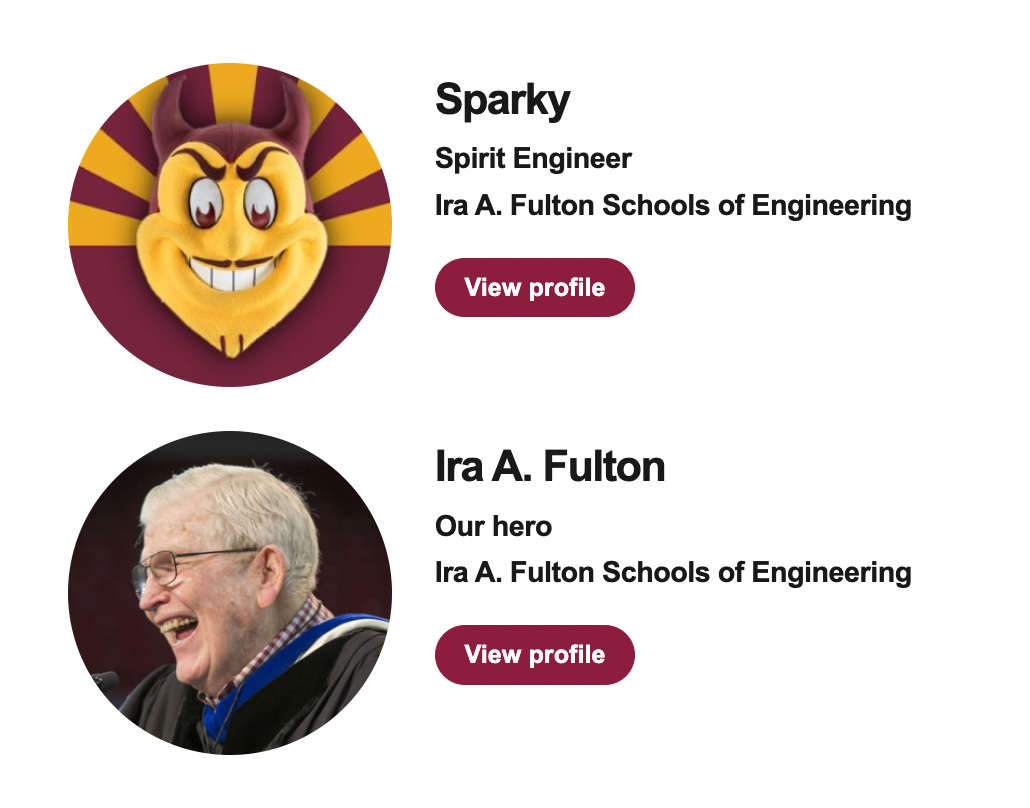 Sparky
Spirit Engineer
Ira A. Fulton Schools of Engineering
View profile
Ira A. Fulton
Our hero
Ira A. Fulton Schools of Engineering
View profile